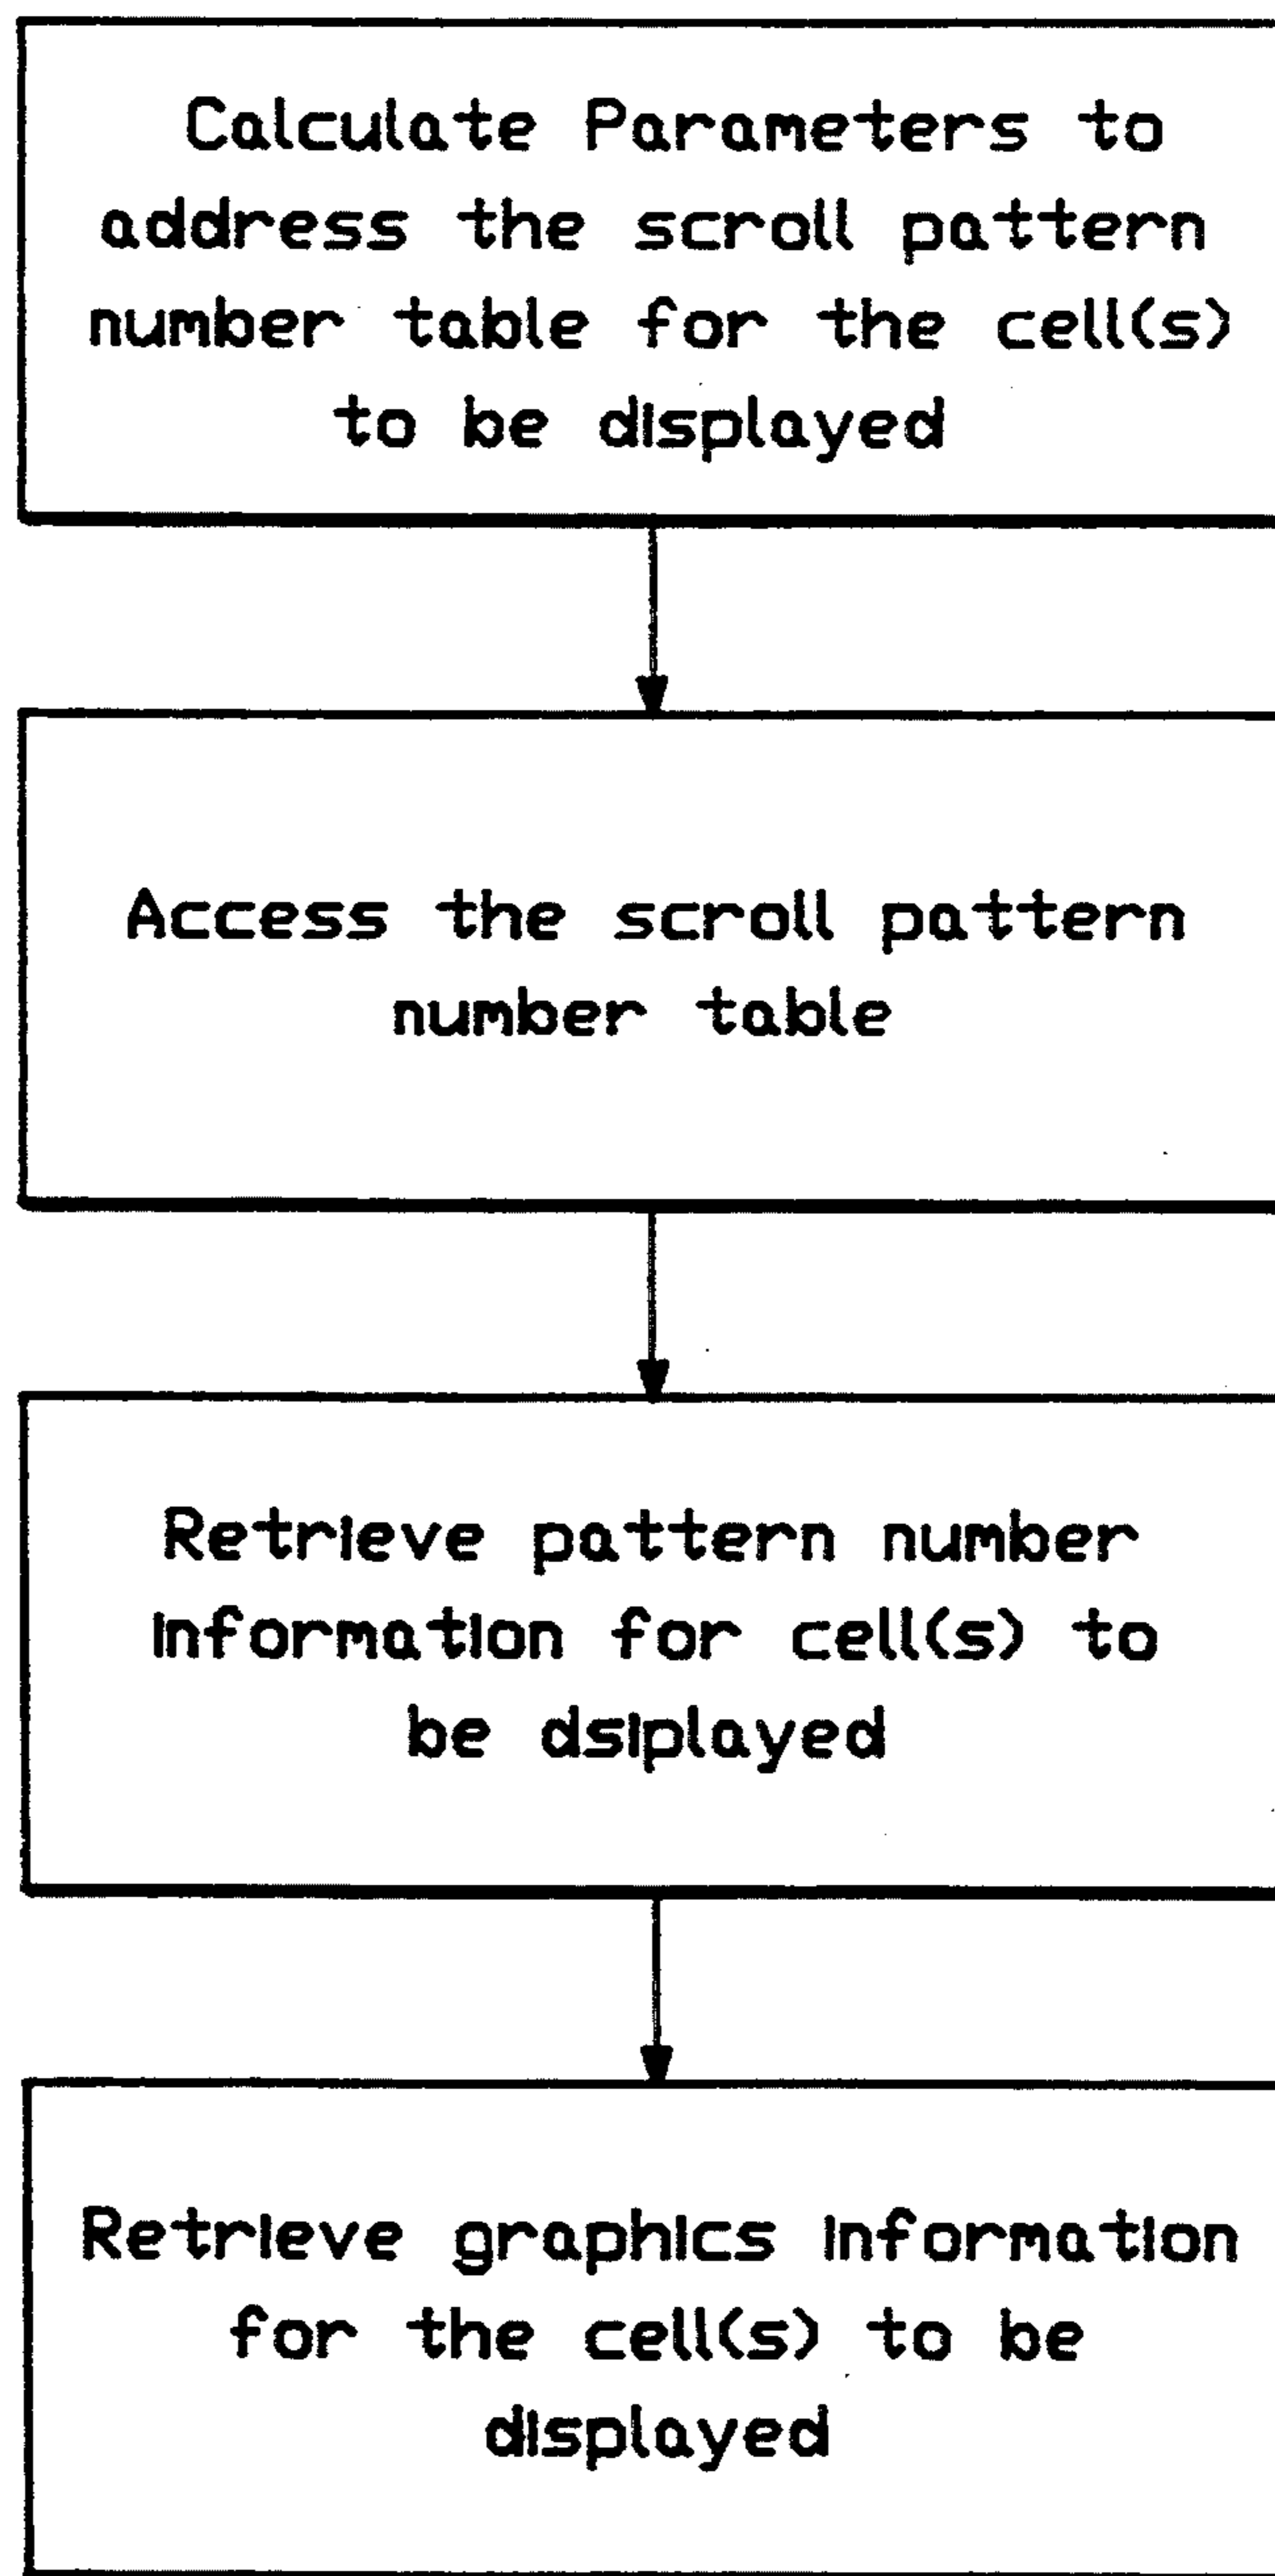 Calculate Parameters to
address the scroll pattern
number table for the cell(s)
to be displayed
Access the scroll pattern
number table
Retrieve pattern number
information for cell(s) to
be dsiplayed
Retrieve graphics information
for the cell(s) to be
displayed